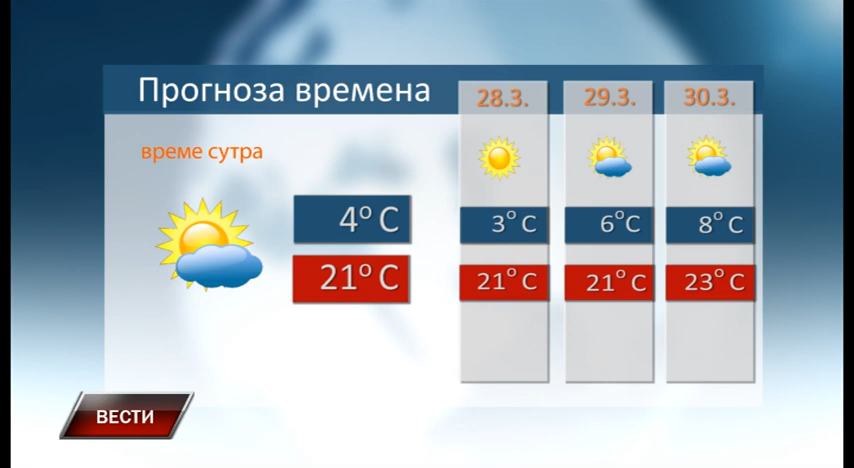 Прогноза времена
28.3. 29.3. 30.3.
време сутра
4° C
21° C
3° C 6°C 8° C
21° C 21° C 23° C
ВЕСТИ